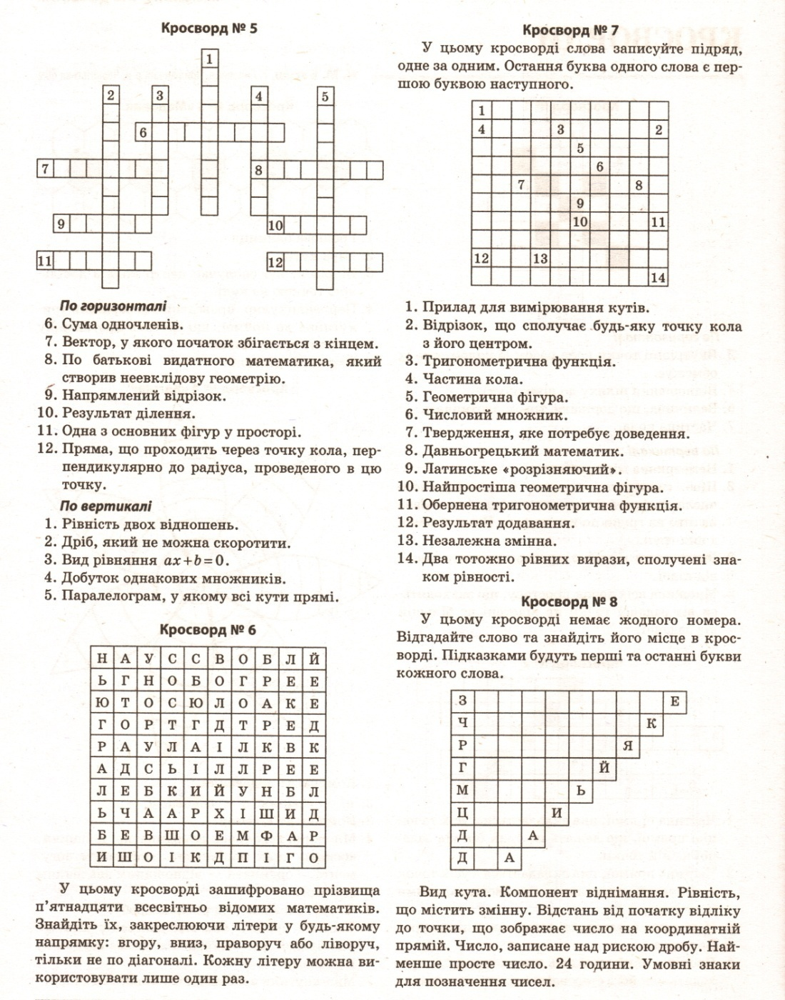 Кросворд № 5
1
2
3
4
5
6
7
8
9
10
11
12
По горизонталі
6. Сума одночленів.
7. Вектор, у якого початок збігається з кінцем.
8. По батькові видатного математика, який
створив неевклідову геометрію.
9. Напрямлений відрізок.
10. Результат ділення.
11. Одна з основних фігур у просторі.
12. Пряма, що проходить через точку кола, пер-
пендикулярно до радіуса, проведеного в цю
точку.
По вертикалі
1. Рівність двох відношень.
2. Дріб, який не можна скоротити.
3. Вид рівняння ax+b=0.
4. Добуток однакових множників.
5. Паралелограм, у якому всі кути прямі.
Кросворд № 6
Н А У С С В О Б Л Й
Ь Г Н О Б О Г Р Е Е
Ю Т О С Ю Л О А К Е
Г О Р Т Г Д Т Р Е Д
Р А У Л А І Л К В К
А Д С Ь І Л Л Р Е Е
Л Е Б К И Й У Н Б Л
Ь Ч А А Р Х І Ш И Д
Б Е В Ш О Е М Ф А Р
И Ш О І К Д П І Г О
У цьому кросворді зашифровано прізвища
п’ятнадцяти всесвітньо відомих математиків.
Знайдіть їх, закреслюючи літери у будь-якому
напрямку: вгору, вниз, праворуч або ліворуч,
тільки не по діагоналі. Кожну літеру можна ви-
користовувати лише один раз.
Кросворд № 7
У цьому кросворді слова записуйте підряд,
одне за одним. Остання буква одного слова є пер-
шою буквою наступного.
1
4 3 2
5
6
7 8
9
10 11
12 13
14
1. Прилад для вимірювання кутів.
2. Відрізок, що сполучає будь-яку точку кола
з його центром.
3. Тригонометрична функція.
4. Частина кола.
5. Геометрична фігура.
6. Числовий множник.
7. Твердження, яке потребує доведення.
8. Давньогрецький математик.
9. Латинське «розрізняючий».
10. Найпростіша геометрична фігура.
11. Обернена тригонометрична функція.
12. Результат додавання.
13. Незалежна змінна.
14. Два тотожно рівних вирази, сполучені зна-
ком рівності.
Кросворд № 8
У цьому кросворді немає жодного номера.
Відгадайте слово та знайдіть його місце в крос-
ворді. Підказками будуть перші та останні букви
кожного слова.
З Е
Ч К
Р Я
Г Й
М Ь
Ц И
Д А
Д А
Вид кута. Компонент віднімання. Рівність,
що містить змінну. Відстань від початку відліку
до точки, що зображає число на координатній
прямій. Число, записане над рискою дробу. Най-
менше просте число. 24 години. Умовні знаки
для позначення чисел.